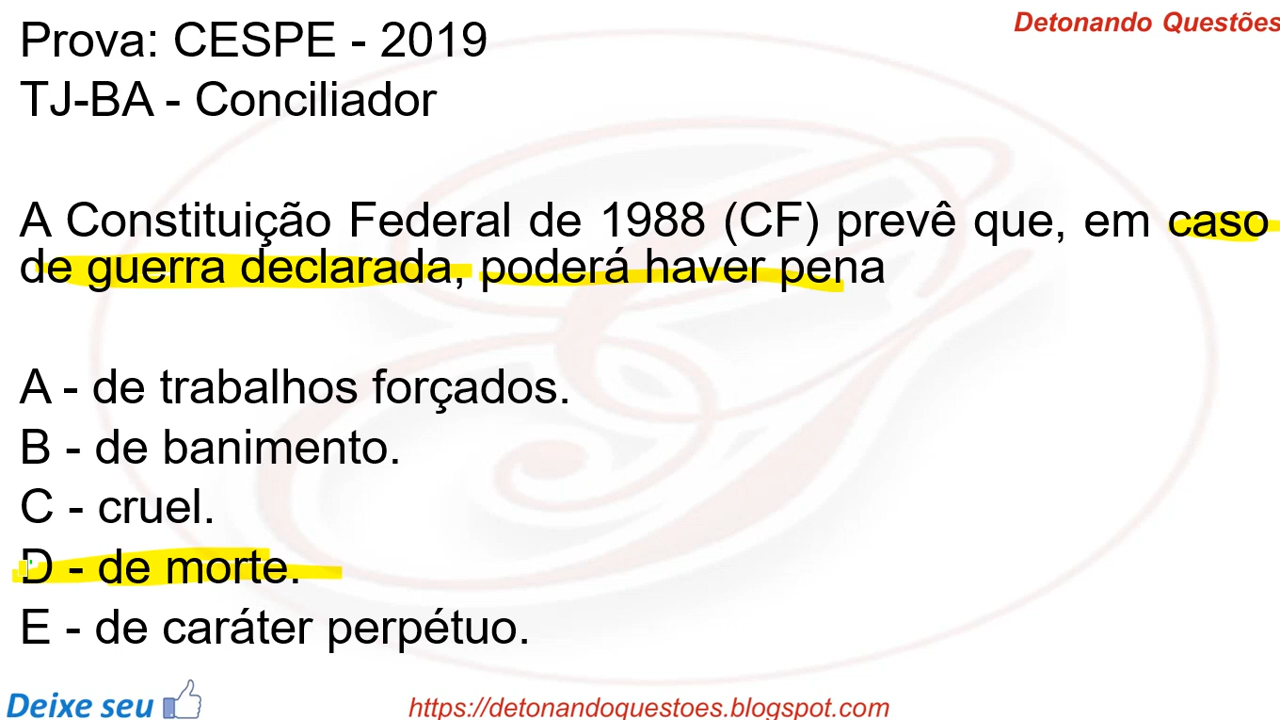 Prova: CESPE - 2019
Detonando Questões
TJ-BA - Conciliador
A Constituição Federal de 1988 (CF) prevê que, em caso
de guerra declarada, poderá haver pena
A - de trabalhos forçados.
B - de banimento.
C - cruel.
D - de morte.
E - de caráter perpétuo.
Deixe seu
https://detonandoquestoes.blogspot.com